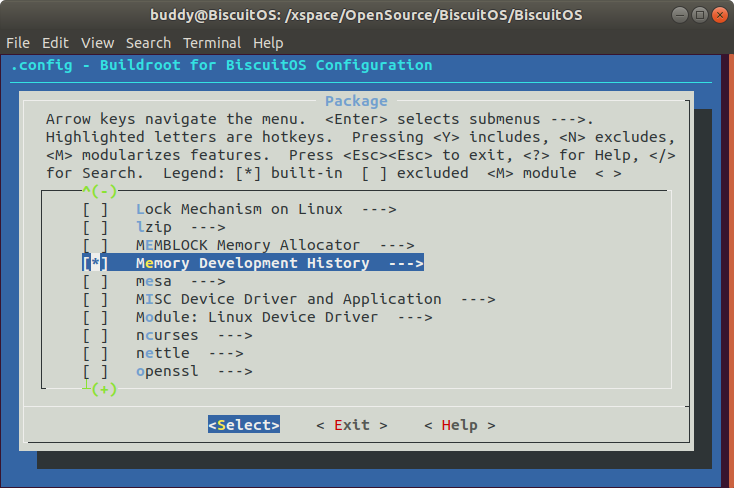 buddy@BiscuitOS: /xspace/OpenSource/BiscuitOS/BiscuitOS
File Edit View Search Terminal Help
.config - Buildroot for BiscuitOS Configuration
Package
Arrow keys navigate the menu.  <Enter> selects submenus --->.
Highlighted letters are hotkeys.  Pressing <Y> includes, <N> excludes,
<M> modularizes features.  Press <Esc><Esc> to exit, <?> for Help, </>
for Search.  Legend: [*] built-in  [ ] excluded  <M> module  < >
^(-)
[ ]   Lock Mechanism on Linux  --->
[ ]   lzip  --->
[ ]   MEMBLOCK Memory Allocator  --->
[*]   Memory Development History  --->
[ ]   mesa  --->
[ ]   MISC Device Driver and Application  --->
[ ]   Module: Linux Device Driver  --->
[ ]   ncurses  --->
[ ]   nettle  --->
[ ]   openssl  --->
┴(+)
<Select>    < Exit >    < Help >